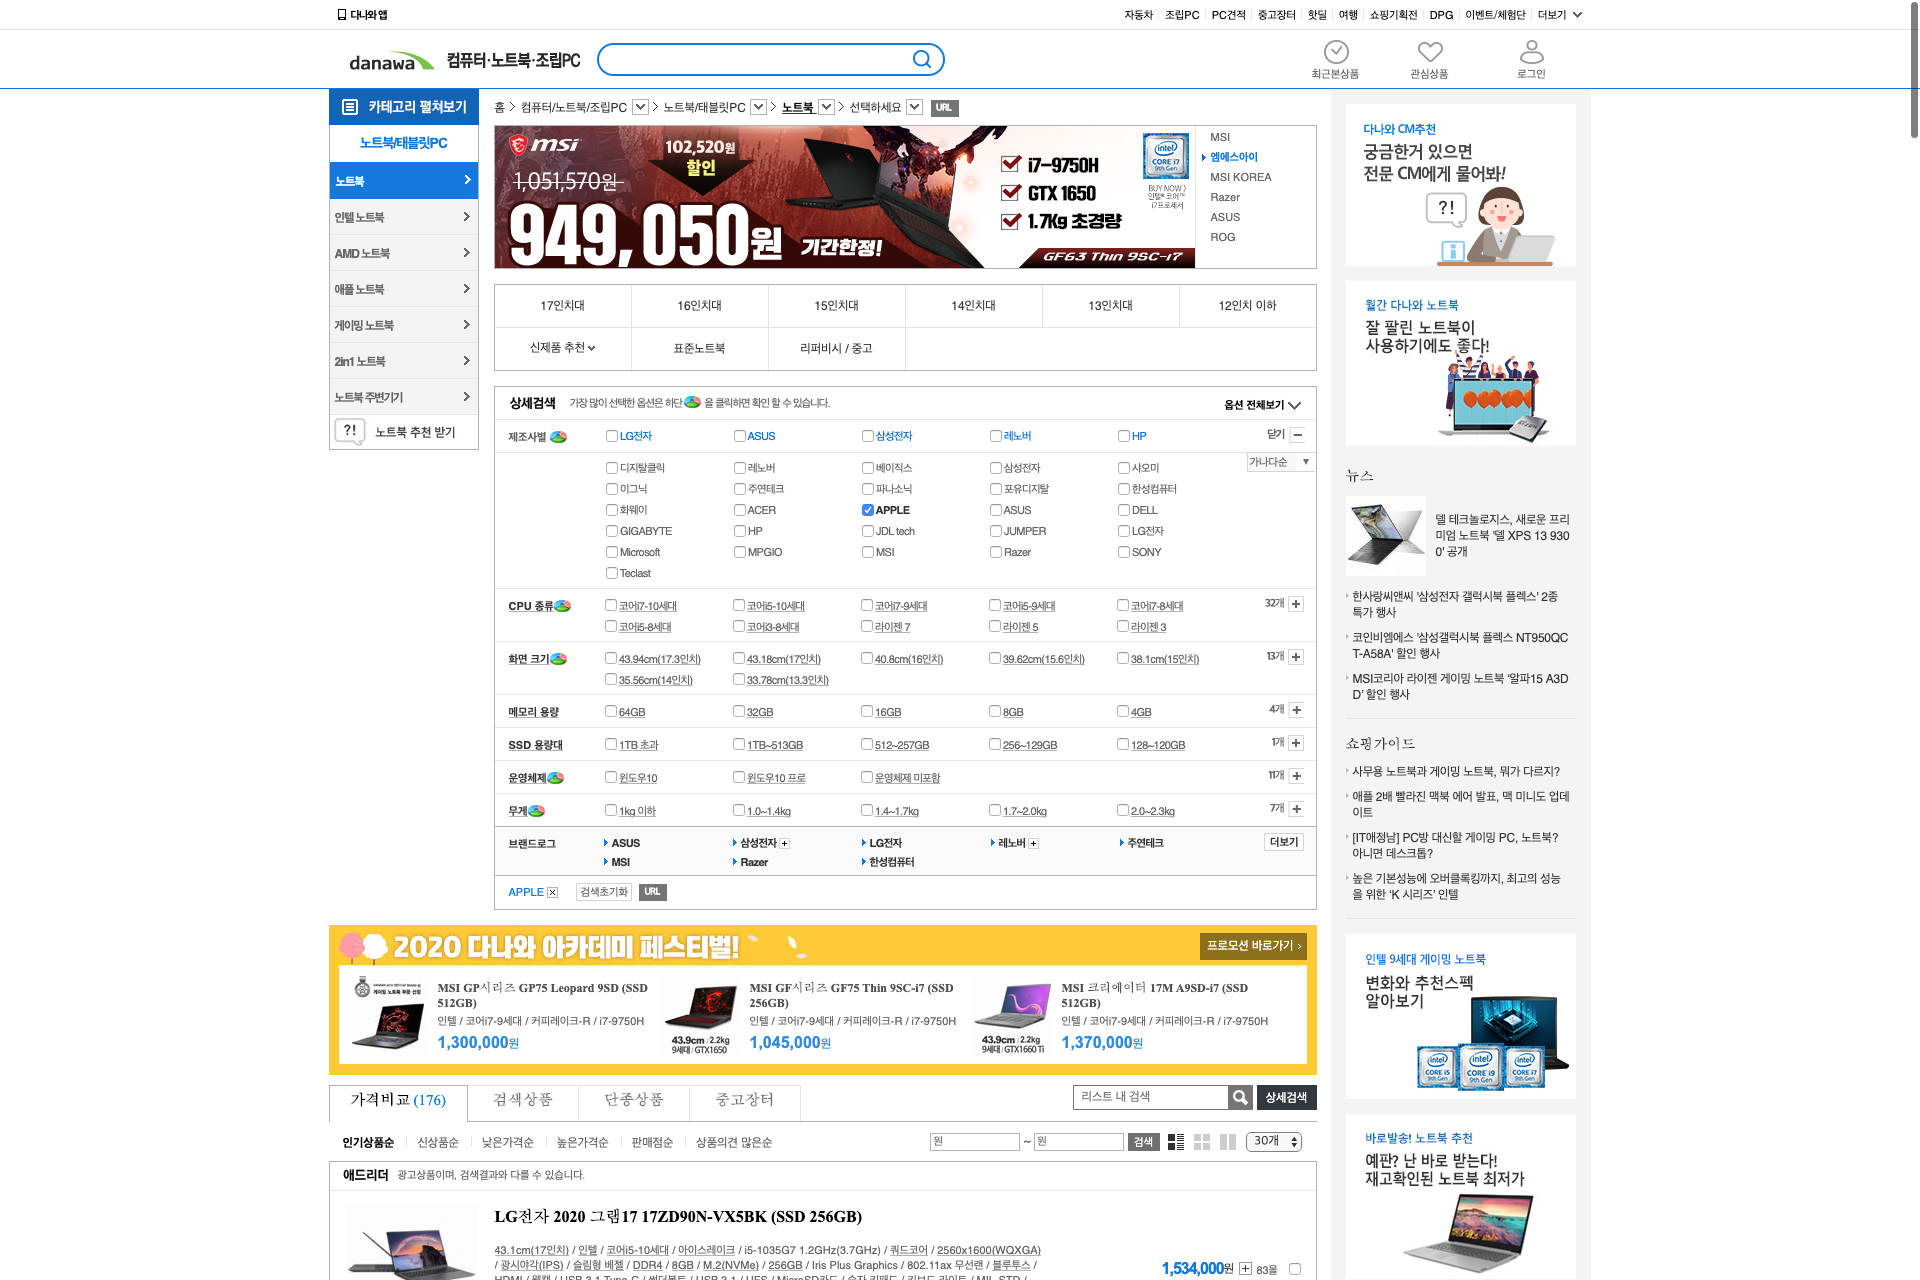 다나와 앱
자동차 조립PC PC견적 중고장터 핫딜 여행 쇼핑기획전 DPG 이벤트/체험단 더보기
danawa 컴퓨터·노트북·조립PC
최근본상품 관심상품 로그인
카테고리 펼쳐보기
노트북/태블릿PC
노트북
인텔 노트북
AMD 노트북
애플 노트북
게이밍 노트북
2in1 노트북
노트북 주변기기
?! 노트북 추천 받기
홈 > 컴퓨터/노트북/조립PC > 노트북/태블릿PC > 노트북 > 선택하세요 URL
msi
102,520원
할인
1,051,570원
949,050원 기간한정!
i7-9750H
GTX 1650
1.7Kg 초경량
GF63 Thin 9SC-i7
intel
CORE i7
9th Gen
BUY NOW >
인텔® 코어™
i7프로세서
MSI
엠에스아이
MSI KOREA
Razer
ASUS
ROG
17인치대 16인치대 15인치대 14인치대 13인치대 12인치 이하
신제품 추천 표준노트북 리퍼비시 / 중고
상세검색 가장 많이 선택한 옵션은 하단 을 클릭하면 확인 할 수 있습니다. 옵션 전체보기
제조사별 LG전자 ASUS 삼성전자 레노버 HP 닫기
가나다순
디지탈클릭 레노버 베이직스 삼성전자 샤오미
이그닉 주연테크 파나소닉 포유디지탈 한성컴퓨터
화웨이 ACER APPLE ASUS DELL
GIGABYTE HP JDL tech JUMPER LG전자
Microsoft MPGIO MSI Razer SONY
Teclast
CPU 종류 코어i7-10세대 코어i5-10세대 코어i7-9세대 코어i5-9세대 코어i7-8세대 32개
코어i5-8세대 코어i3-8세대 라이젠 7 라이젠 5 라이젠 3
화면 크기 43.94cm(17.3인치) 43.18cm(17인치) 40.8cm(16인치) 39.62cm(15.6인치) 38.1cm(15인치) 13개
35.56cm(14인치) 33.78cm(13.3인치)
메모리 용량 64GB 32GB 16GB 8GB 4GB 4개
SSD 용량대 1TB 초과 1TB~513GB 512~257GB 256~129GB 128~120GB 1개
운영체제 윈도우10 윈도우10 프로 운영체제 미포함 11개
무게 1kg 이하 1.0~1.4kg 1.4~1.7kg 1.7~2.0kg 2.0~2.3kg 7개
브랜드로그 ASUS 삼성전자 LG전자 레노버 주연테크 더보기
MSI Razer 한성컴퓨터
APPLE 검색초기화 URL
2020 다나와 아카데미 페스티벌! 프로모션 바로가기 >
MSI GP시리즈 GP75 Leopard 9SD (SSD
512GB)
인텔 / 코어i7-9세대 / 커피레이크-R / i7-9750H
1,300,000원
43.9cm / 2.2kg
9세대 / GTX1650
MSI GF시리즈 GF75 Thin 9SC-i7 (SSD
256GB)
인텔 / 코어i7-9세대 / 커피레이크-R / i7-9750H
1,045,000원
43.9cm / 2.2kg
9세대 / GTX1660 Ti
MSI 크리에이터 17M A9SD-i7 (SSD
512GB)
인텔 / 코어i7-9세대 / 커피레이크-R / i7-9750H
1,370,000원
가격비교 (176) 검색상품 단종상품 중고장터
리스트 내 검색 상세검색
인기상품순 신상품순 낮은가격순 높은가격순 판매점순 상품의견 많은순
원 ~ 원 검색 30개
애드리더 광고상품이며, 검색결과와 다를 수 있습니다.
LG전자 2020 그램17 17ZD90N-VX5BK (SSD 256GB)
43.1cm(17인치) / 인텔 / 코어i5-10세대 / 아이스레이크 / i5-1035G7 1.2GHz(3.7GHz) / 쿼드코어 / 2560x1600(WQXGA)
/ 광시야각(IPS) / 슬림형 베젤 / DDR4 / 8GB / M.2(NVMe) / 256GB / Iris Plus Graphics / 802.11ax 무선랜 / 블루투스 /
1,534,000원 83몰
다나와 CM추천
궁금한거 있으면
전문 CM에게 물어봐!
?!
월간 다나와 노트북
잘 팔린 노트북이
사용하기에도 좋다!
뉴스
델 테크놀로지스, 새로운 프리
미엄 노트북 '델 XPS 13 930
0' 공개
한사랑씨앤씨 '삼성전자 갤럭시북 플렉스' 2종
특가 행사
코인비엠에스 '삼성갤럭시북 플렉스 NT950QC
T-A58A' 할인 행사
MSI코리아 라이젠 게이밍 노트북 '알파15 A3D
D' 할인 행사
쇼핑가이드
사무용 노트북과 게이밍 노트북, 뭐가 다르지?
애플 2배 빨라진 맥북 에어 발표, 맥 미니도 업데
이트
[IT애정남] PC방 대신할 게이밍 PC, 노트북?
아니면 데스크톱?
높은 기본성능에 오버클록킹까지, 최고의 성능
을 위한 'K 시리즈' 인텔
인텔 9세대 게이밍 노트북
변화와 추천스펙
알아보기
intel intel intel
CORE i5 CORE i9 CORE i7
9th Gen 9th Gen 9th Gen
바로발송! 노트북 추천
예판? 난 바로 받는다!
재고확인된 노트북 최저가